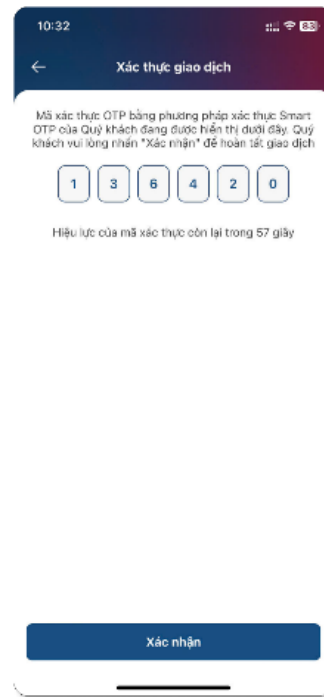 10:32
83
Xác thực giao dịch
Mã xác thực OTP bằng phương pháp xác thực Smart
OTP của Quý khách đang được hiển thị dưới đây. Quý
khách vui lòng nhấn "Xác nhận" để hoàn tất giao dịch
1 3 6 4 2 0
Hiệu lực của mã xác thực còn lại trong 57 giây
Xác nhận